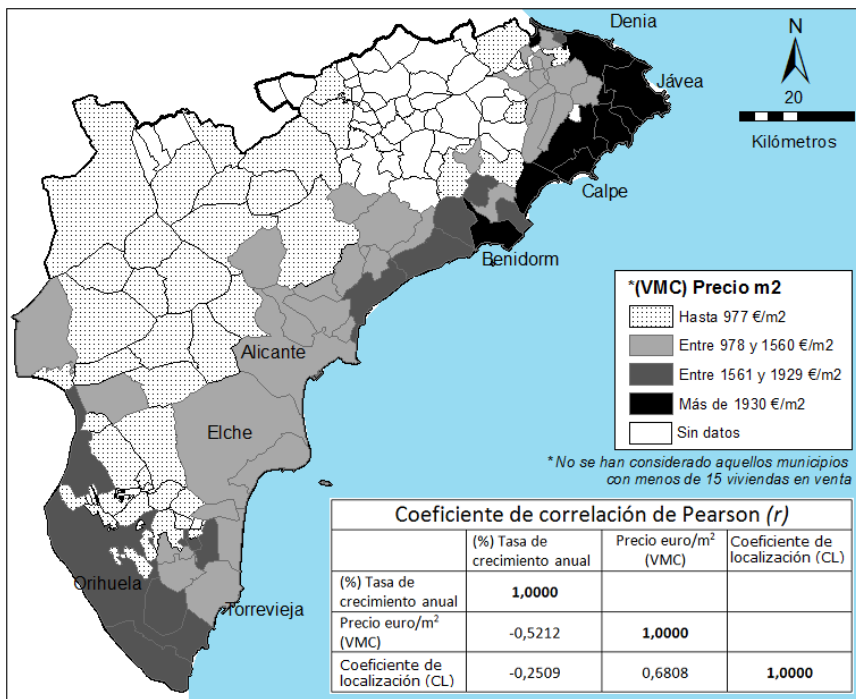 Denia
N
Jávea
20
Kilómetros
Calpe
Benidorm
*(VMC) Precio m2
Hasta 977 €/m2
Entre 978 y 1560 €/m2
Entre 1561 y 1929 €/m2
Más de 1930 €/m2
Sin datos
Alicante
Elche
* No se han considerado aquellos municipios
con menos de 15 viviendas en venta
Orihuela
Torrevieja
Coeficiente de correlación de Pearson (r)
(%) Tasa de crecimiento anual
Precio euro/m² (VMC)
Coeficiente de localización (CL)
(%) Tasa de crecimiento anual
1,0000
Precio euro/m² (VMC)
-0,5212
1,0000
Coeficiente de localización (CL)
-0,2509
0,6808
1,0000